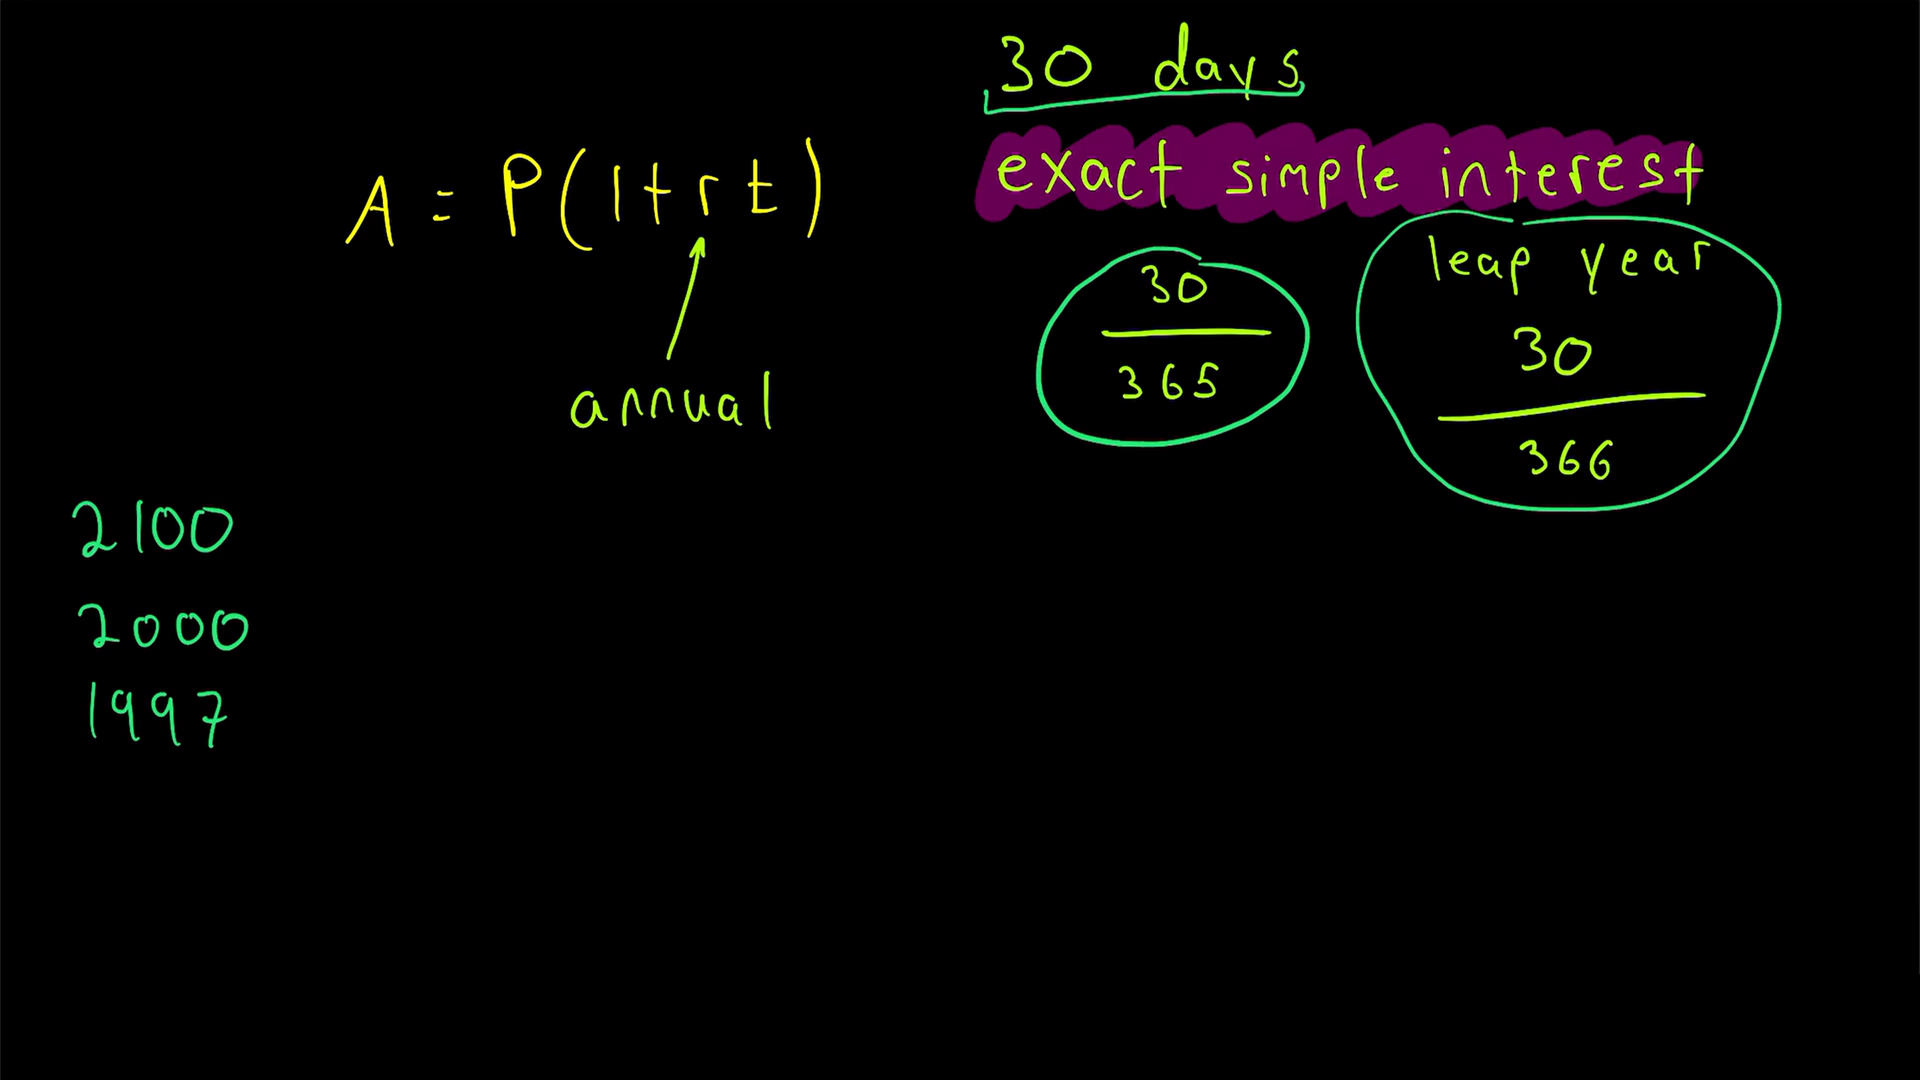 30 days
exact simple interest
A = P(1+rt)
annual
30
365
leap year
30
366
2100
2000
1997